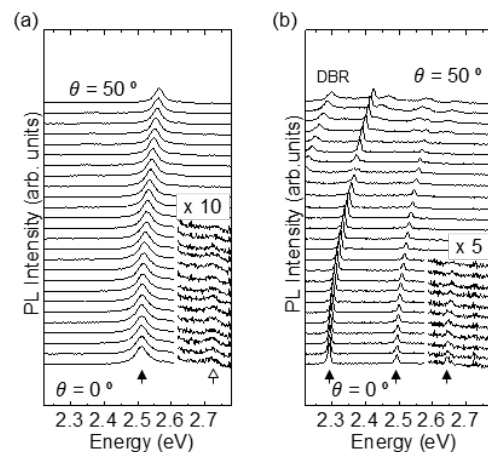 (a)
θ = 50 º
x 10
θ = 0º
PL Intensity (arb. units)
2.3 2.4 2.5 2.6 2.7
Energy (eV)
(b)
DBR
θ = 50 º
x 5
θ = 0 º
PL Intensity (arb. units)
2.3 2.4 2.5 2.6 2.7
Energy (eV)